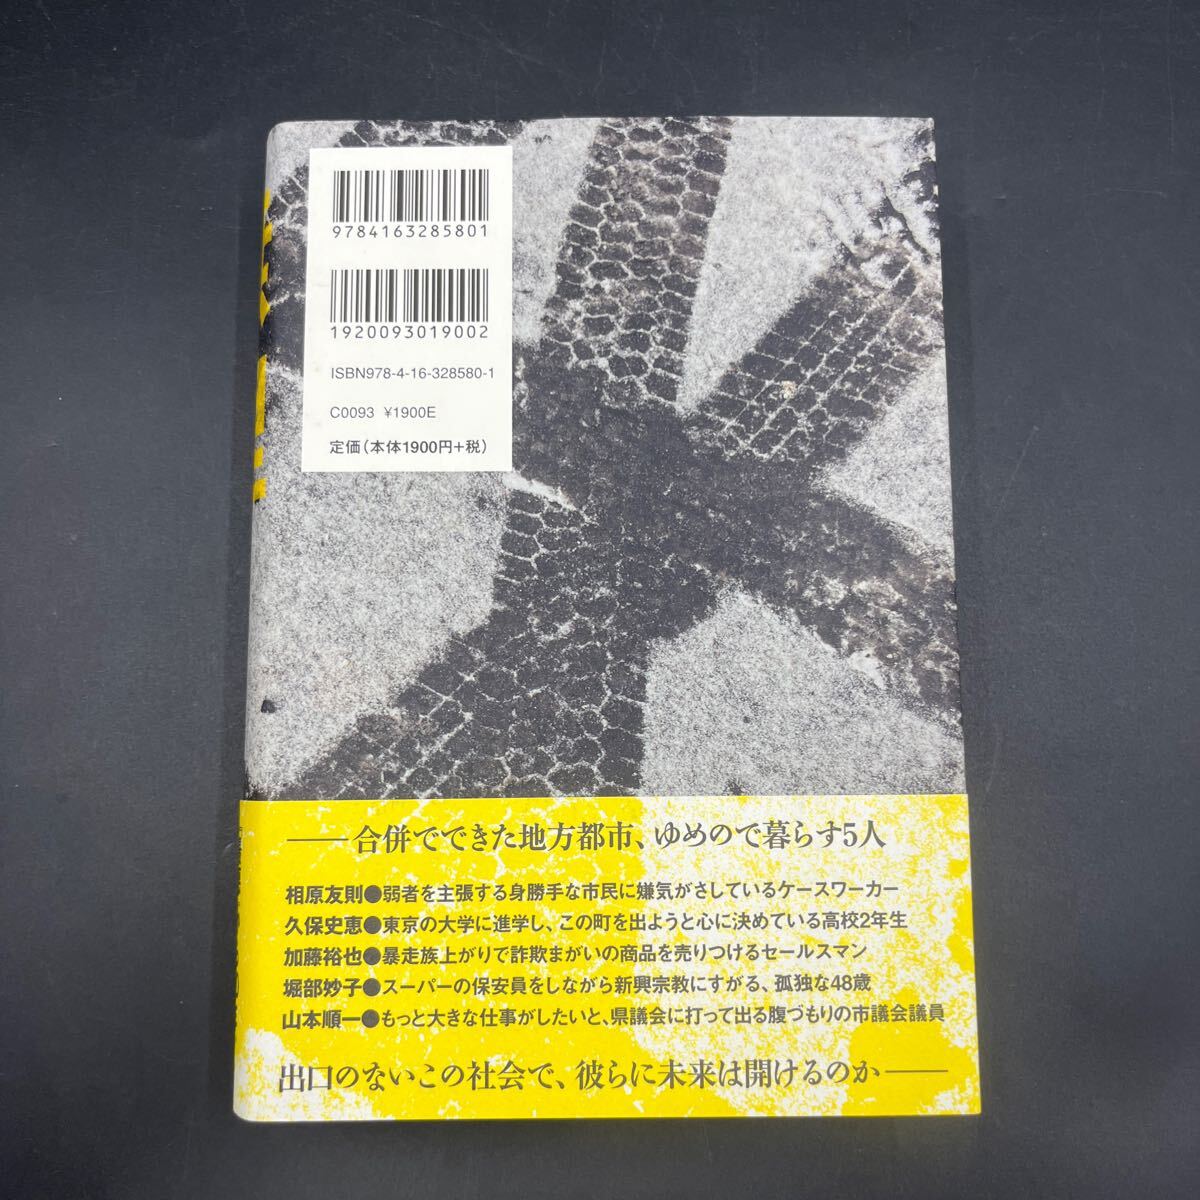 9784163285801
1920093019002
ISBN978-4-16-328580-1
C0093 ¥1900E
定価(本体1900円+税)
──合併でできた地方都市、ゆめので暮らす5人
相原友則●弱者を主張する身勝手な市民に嫌気がさしているケースワーカー
久保史恵●東京の大学に進学し、この町を出ようと心に決めている高校2年生
加藤裕也●暴走族上がりで詐欺まがいの商品を売りつけるセールスマン
堀部妙子●スーパーの保安員をしながら新興宗教にすがる、孤独な48歳
山本順一●もっと大きな仕事がしたいと、県議会に打って出る腹づもりの市議会議員
出口のないこの社会で、彼らに未来は開けるのか──